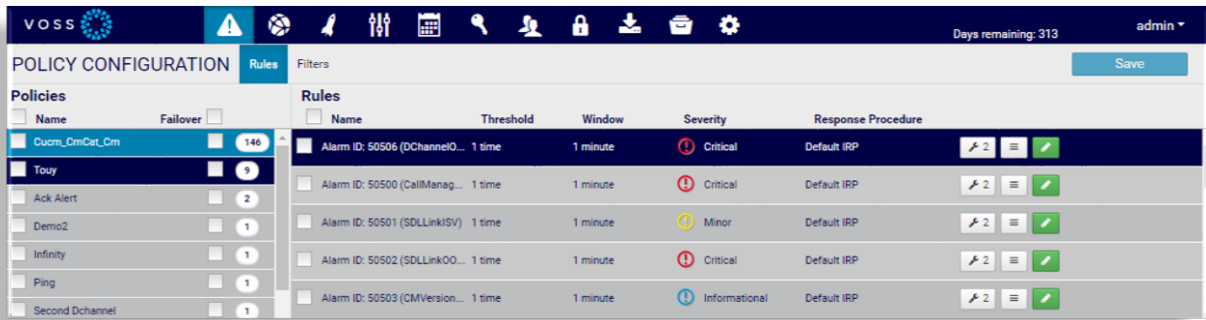 VOSS
Days remaining: 313
admin
POLICY CONFIGURATION Rules Filters Save
Policies Rules
Name Failover Name Threshold Window Severity Response Procedure
Cucm_CmCat_Cm 146 Alarm ID: 50506 (DChannelO... 1 time 1 minute Critical Default IRP 2
Touy 9
Alarm ID: 50500 (CallManag... 1 time 1 minute Critical Default IRP 2
Ack Alert 2
Demo2 1 Alarm ID: 50501 (SDLLinkISV) 1 time 1 minute Minor Default IRP 2
Infinity 1 Alarm ID: 50502 (SDLLinkOO... 1 time 1 minute Critical Default IRP 2
Ping 1
Alarm ID: 50503 (CMVersion... 1 time 1 minute Informational Default IRP 2
Second Dchannel 1